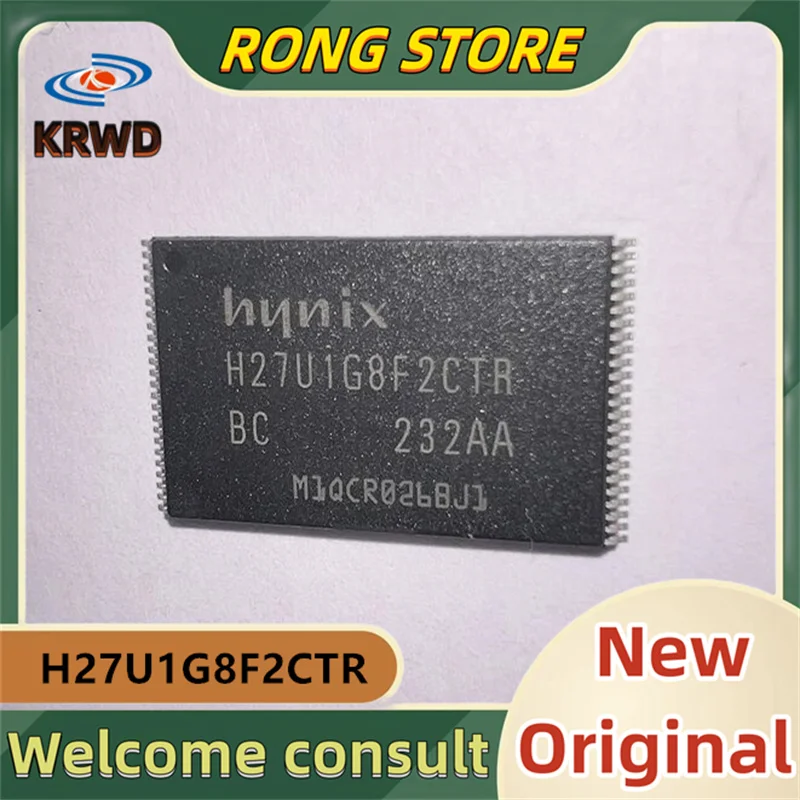 RONG STORE
KRWD
hynix
H27U1G8F2CTR
BC 232AA
M1QCR026BJ1
H27U1G8F2CTR
New
Original
Welcome consult